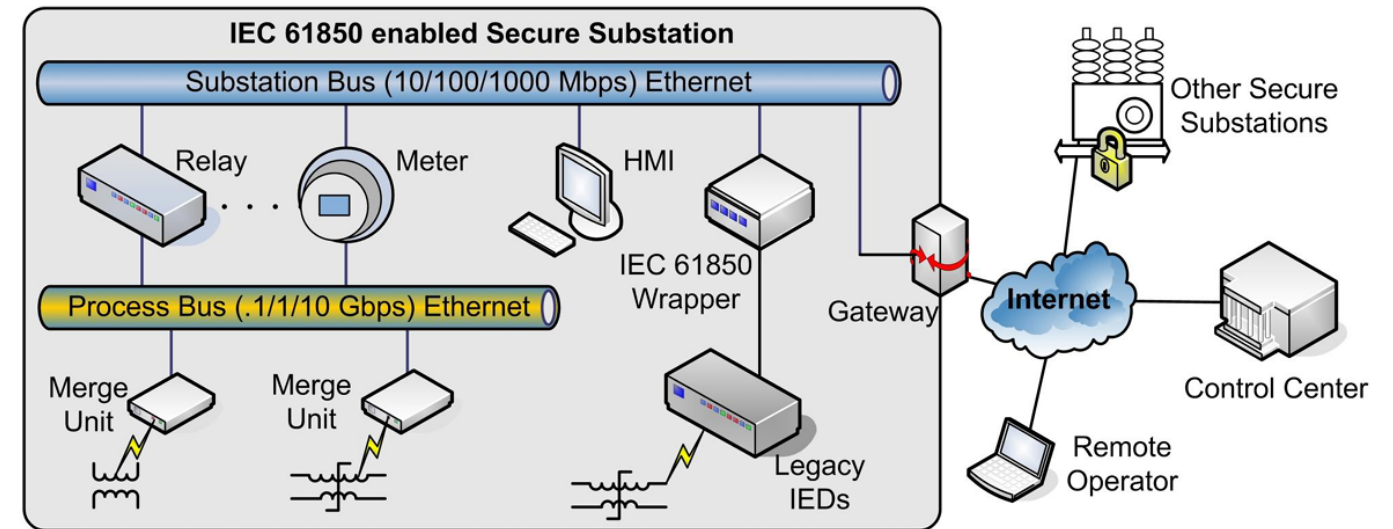 IEC 61850 enabled Secure Substation
Substation Bus (10/100/1000 Mbps) Ethernet
Relay
Meter
HMI
IEC 61850
Wrapper
Process Bus (.1/1/10 Gbps) Ethernet
Merge
Unit
Merge
Unit
Legacy
IEDs
Gateway
Internet
Other Secure
Substations
Control Center
Remote
Operator